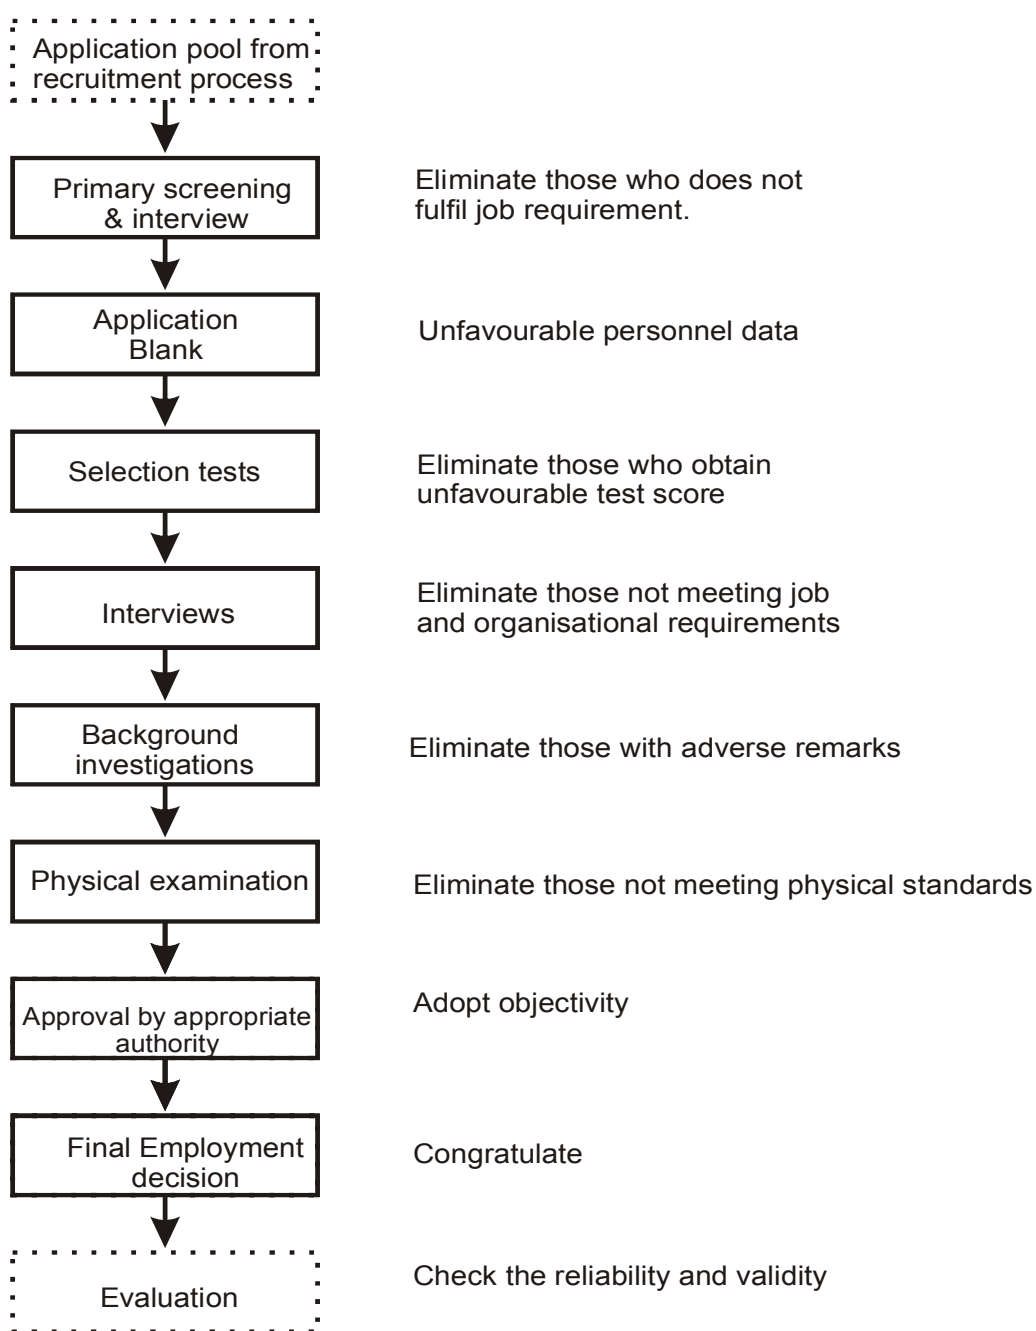 Application pool from
recruitment process
Primary screening
& interview
Eliminate those who does not
fulfil job requirement.
Application
Blank
Unfavourable personnel data
Selection tests
Eliminate those who obtain
unfavourable test score
Interviews
Eliminate those not meeting job
and organisational requirements
Background
investigations
Eliminate those with adverse remarks
Physical examination
Eliminate those not meeting physical standards
Approval by appropriate
authority
Adopt objectivity
Final Employment
decision
Congratulate
Evaluation
Check the reliability and validity